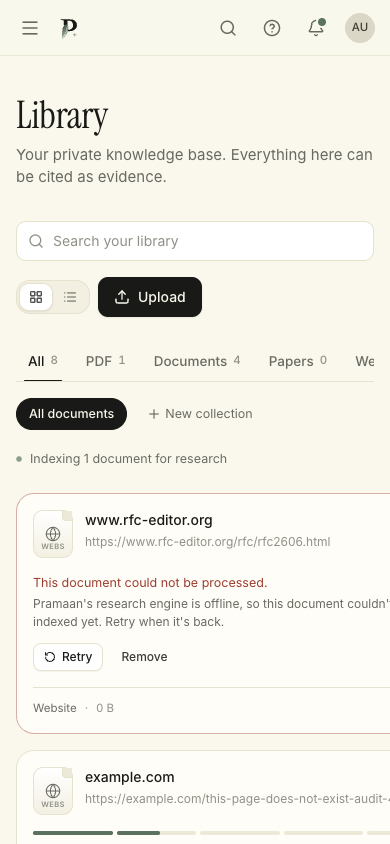 P
AU
Library
Your private knowledge base. Everything here can
be cited as evidence.
Search your library
Upload
All 8 PDF 1 Documents 4 Papers 0 We
All documents + New collection
Indexing 1 document for research
www.rfc-editor.org
https://www.rfc-editor.org/rfc/rfc2606.html
WEBS
This document could not be processed.
Pramaan's research engine is offline, so this document couldn'
indexed yet. Retry when it's back.
Retry Remove
Website · 0 B
example.com
https://example.com/this-page-does-not-exist-audit-
WEBS